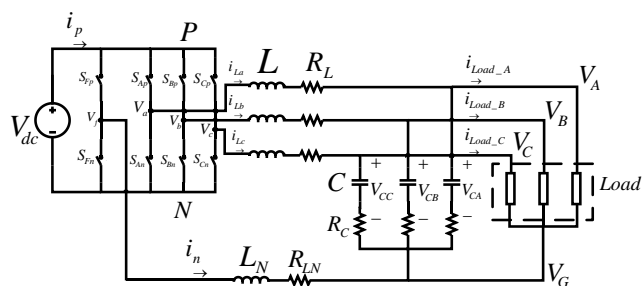 i_p
P
i_La
L
R_L
i_Load_A
V_A
S_Fp
S_Ap
S_Bp
S_Cp
V_a
i_Lb
i_Load_B
V_B
V_dc
V_f
V_b
V_c
i_Lc
i_Load_C
V_C
S_Fn
S_An
S_Bn
S_Cn
C
+
+
+
V_CC
V_CB
V_CA
Load
N
R_C
−
−
−
i_n
L_N
R_LN
V_G